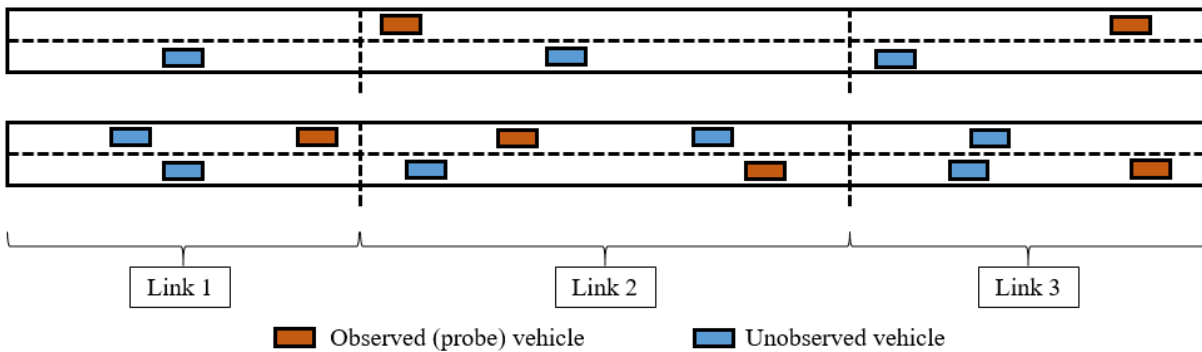 Link 1
Link 2
Link 3
Observed (probe) vehicle
Unobserved vehicle